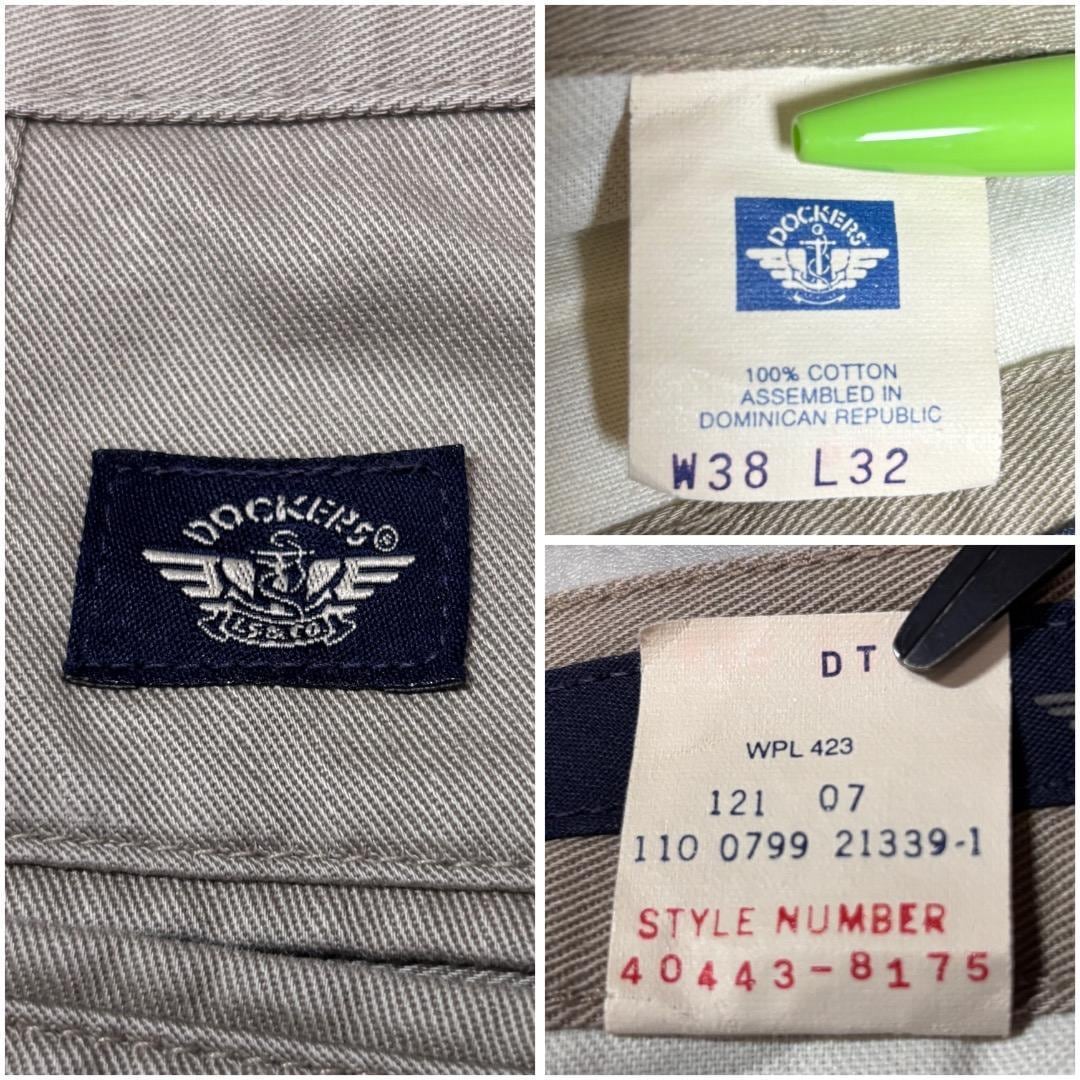 DOCKERS®
LS & CO.
DOCKERS
100% COTTON
ASSEMBLED IN
DOMINICAN REPUBLIC
W38 L32
DT
WPL 423
121 07
110 0799 21339-1
STYLE NUMBER
40443-8175